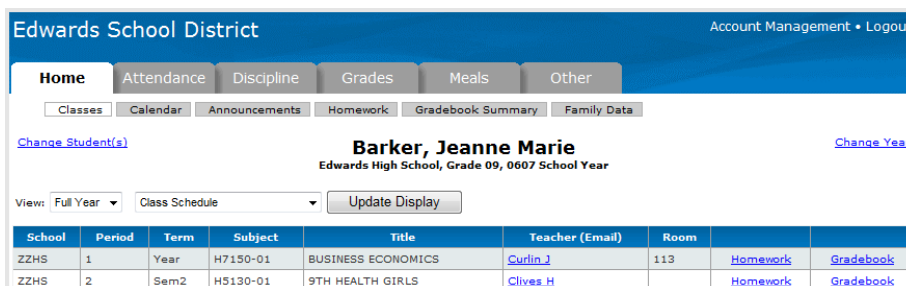 Edwards School District Account Management • Logou
Home Attendance Discipline Grades Meals Other
Classes Calendar Announcements Homework Gradebook Summary Family Data
Change Student(s) Barker, Jeanne Marie Change Yea
Edwards High School, Grade 09, 0607 School Year
View: Full Year Class Schedule Update Display
School Period Term Subject Title Teacher (Email) Room
ZZHS 1 Year H7150-01 BUSINESS ECONOMICS Curlin J 113 Homework Gradebook
ZZHS 2 Sem2 H5130-01 9TH HEALTH GIRLS Clives H Homework Gradebook